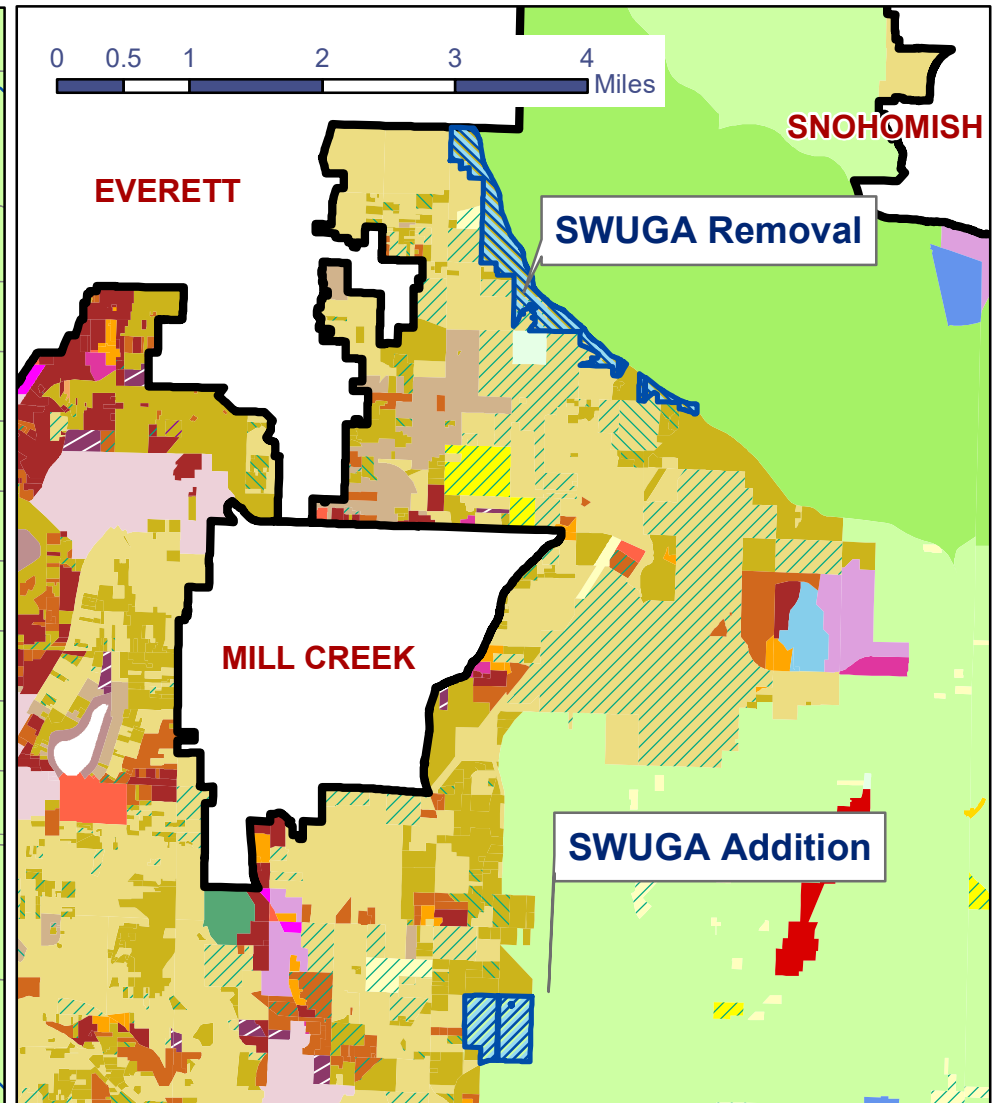 0 0.5 1 2 3 4
Miles
SNOHOMISH
EVERETT
SWUGA Removal
MILL CREEK
SWUGA Addition